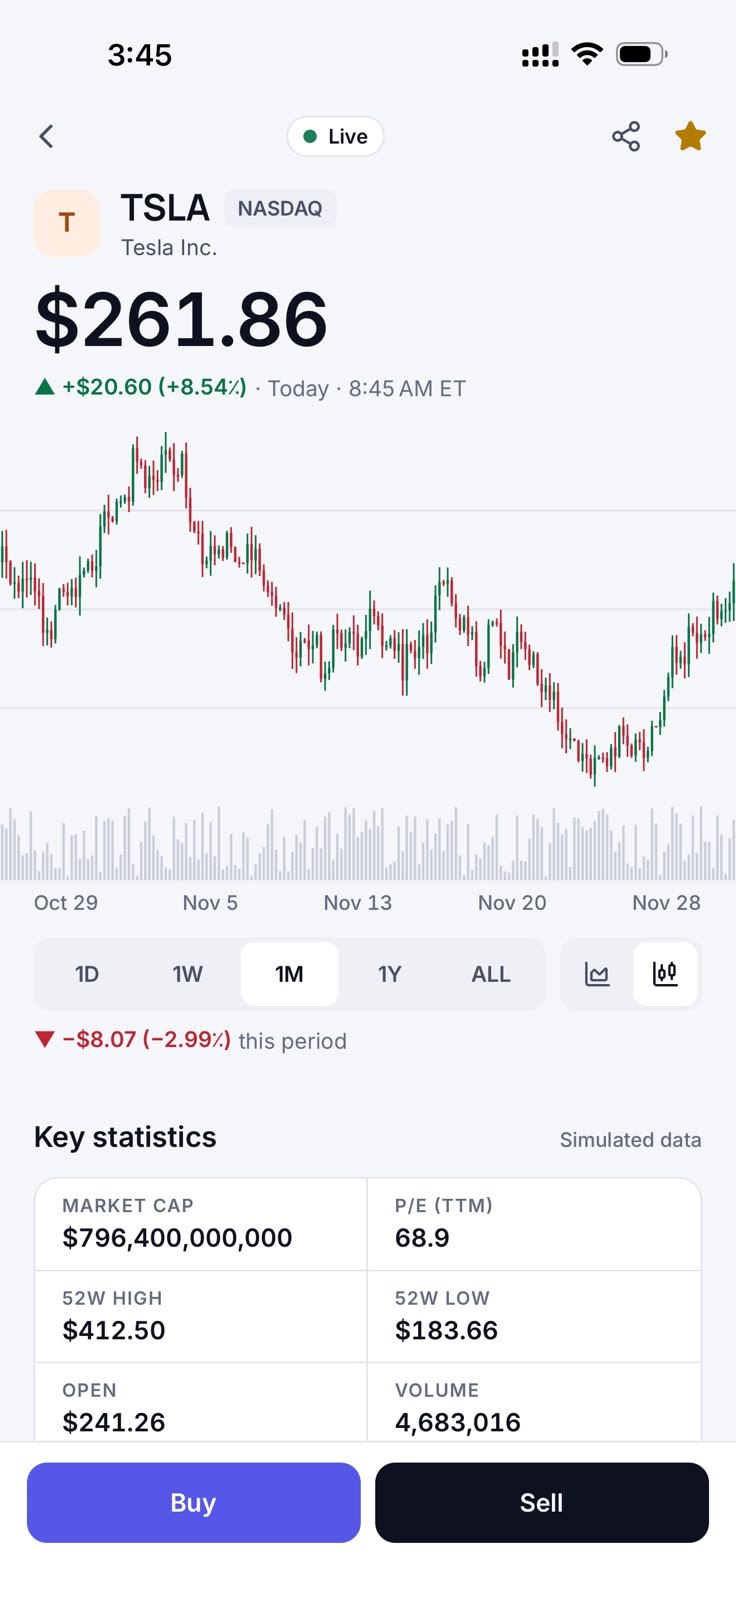 3:45
Live
T
TSLA NASDAQ
Tesla Inc.
$261.86
▲ +$20.60 (+8.54%) · Today · 8:45 AM ET
Oct 29 Nov 5 Nov 13 Nov 20 Nov 28
1D 1W 1M 1Y ALL
▼ −$8.07 (−2.99%) this period
Key statistics Simulated data
MARKET CAP P/E (TTM)
$796,400,000,000 68.9
52W HIGH 52W LOW
$412.50 $183.66
OPEN VOLUME
$241.26 4,683,016
Buy Sell